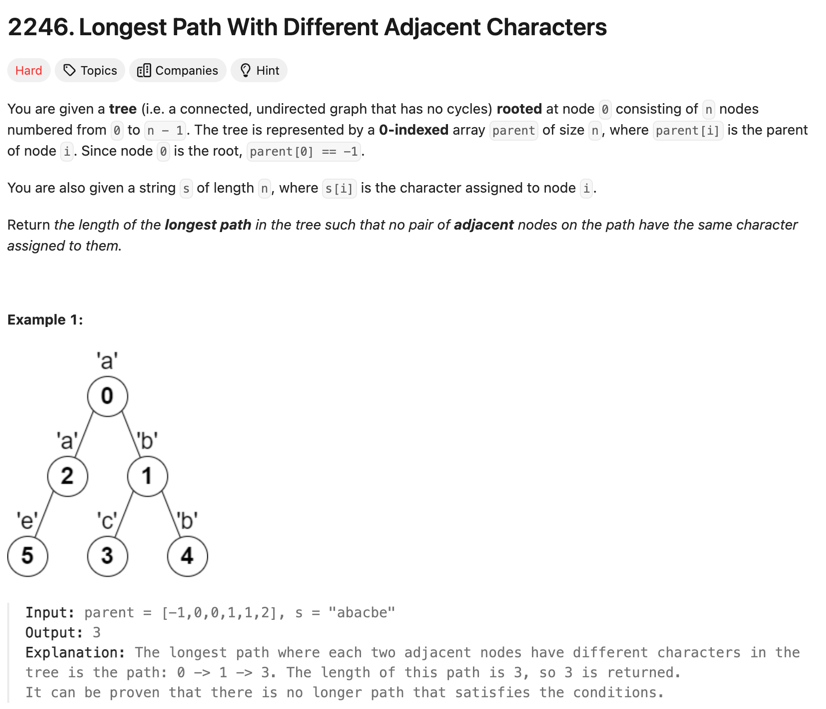 2246. Longest Path With Different Adjacent Characters
Hard Topics Companies Hint
You are given a tree (i.e. a connected, undirected graph that has no cycles) rooted at node 0 consisting of n nodes
numbered from 0 to n - 1. The tree is represented by a 0-indexed array parent of size n, where parent[i] is the parent
of node i. Since node 0 is the root, parent[0] == -1.
You are also given a string s of length n, where s[i] is the character assigned to node i.
Return the length of the longest path in the tree such that no pair of adjacent nodes on the path have the same character
assigned to them.
Example 1:
'a'
0
'a' 'b'
2 1
'e' 'c' 'b'
5 3 4
Input: parent = [-1,0,0,1,1,2], s = "abacbe"
Output: 3
Explanation: The longest path where each two adjacent nodes have different characters in the
tree is the path: 0 -> 1 -> 3. The length of this path is 3, so 3 is returned.
It can be proven that there is no longer path that satisfies the conditions.